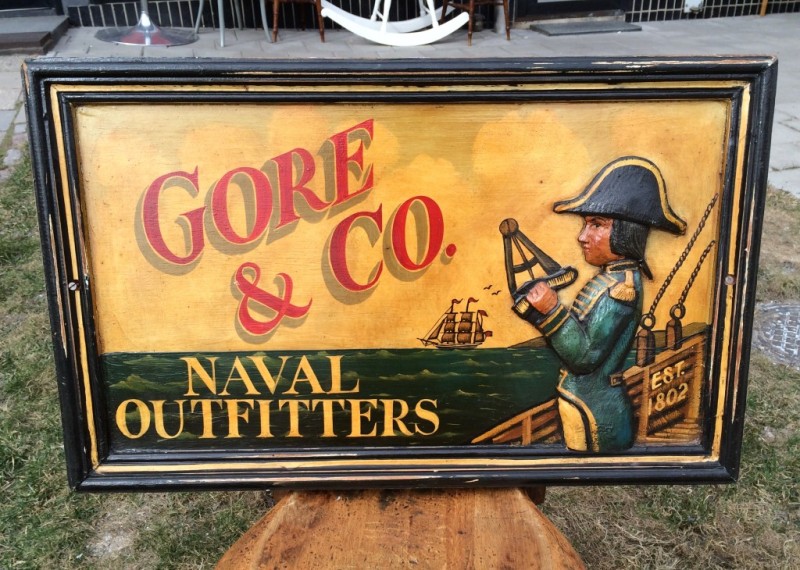 GORE
& CO.
NAVAL
OUTFITTERS
EST.
1802